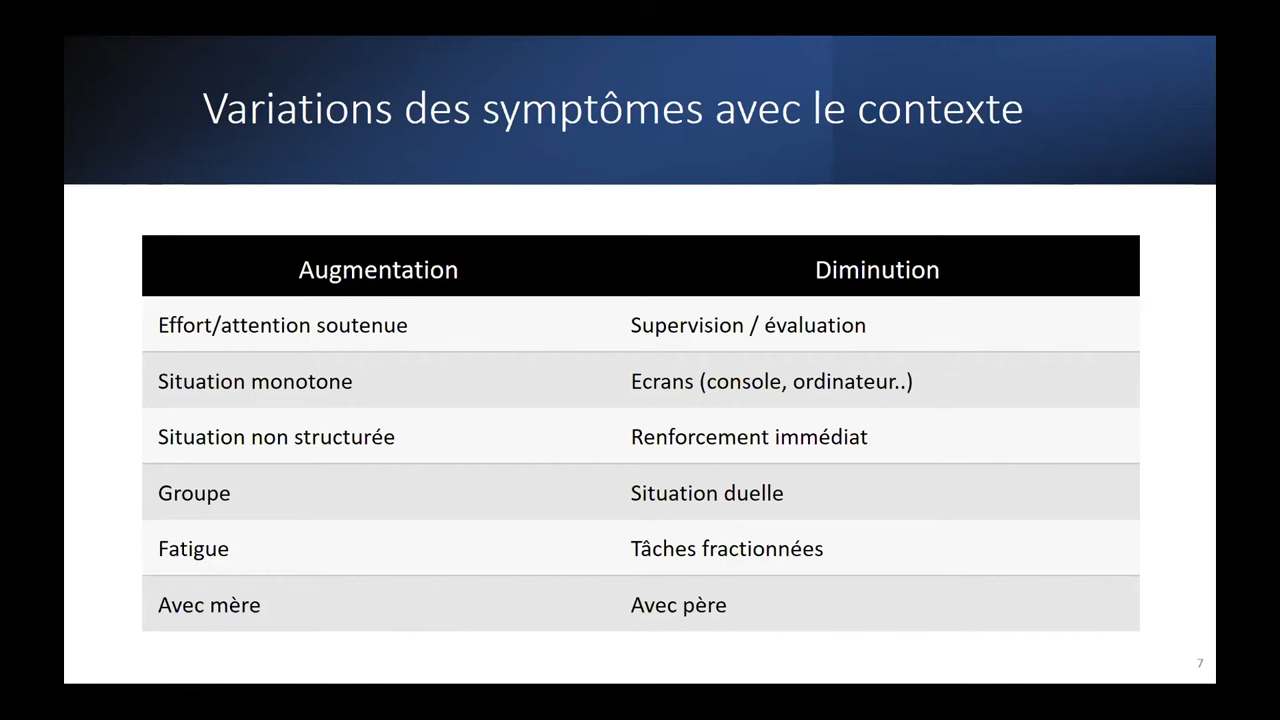 Variations des symptômes avec le contexte
Augmentation Diminution
Effort/attention soutenue Supervision / évaluation
Situation monotone Ecrans (console, ordinateur..)
Situation non structurée Renforcement immédiat
Groupe Situation duelle
Fatigue Tâches fractionnées
Avec mère Avec père
7